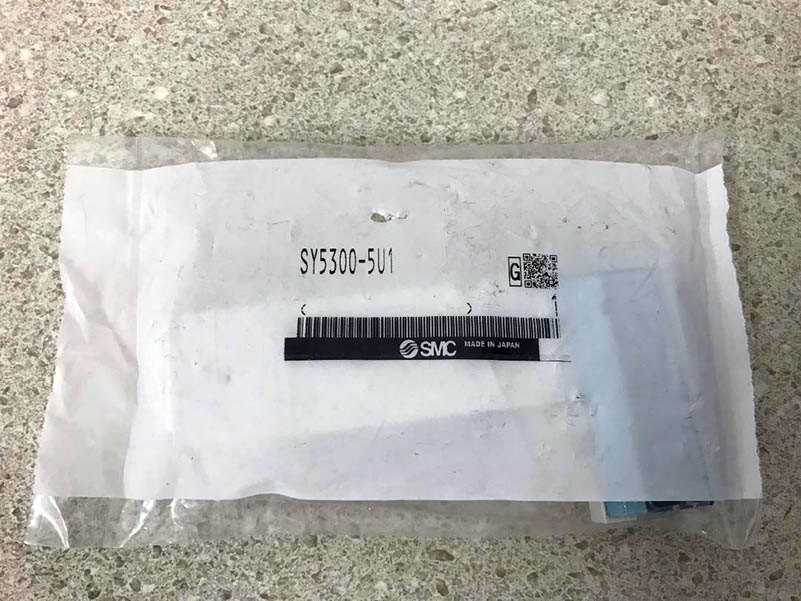 SY5300-5U1
G
( )
SMC MADE IN JAPAN